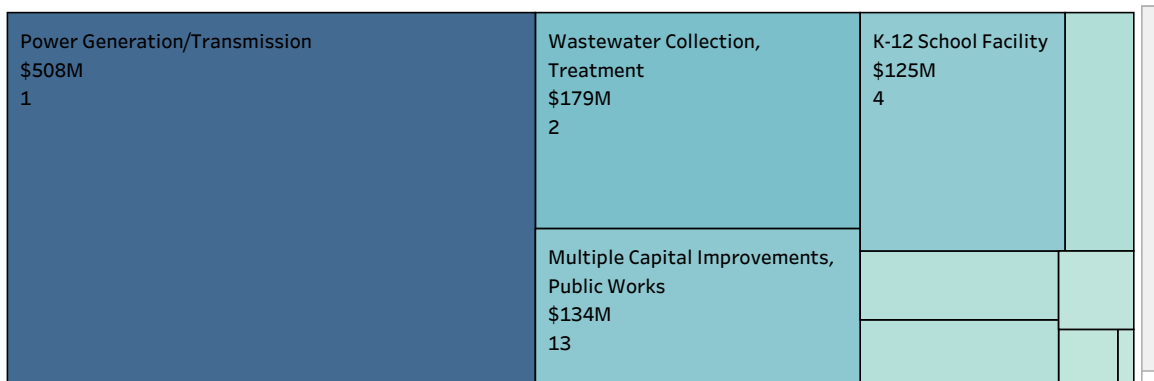 Power Generation/Transmission
$508M
1
Wastewater Collection,
Treatment
$179M
2
Multiple Capital Improvements,
Public Works
$134M
13
K-12 School Facility
$125M
4